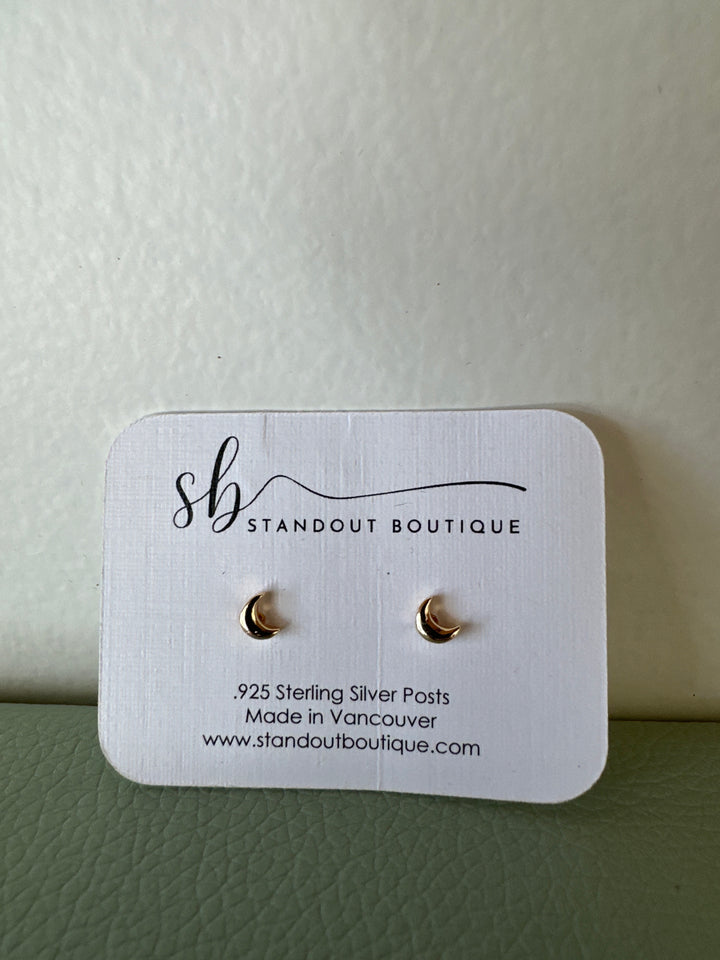 sb
STANDOUT BOUTIQUE
.925 Sterling Silver Posts
Made in Vancouver
www.standoutboutique.com